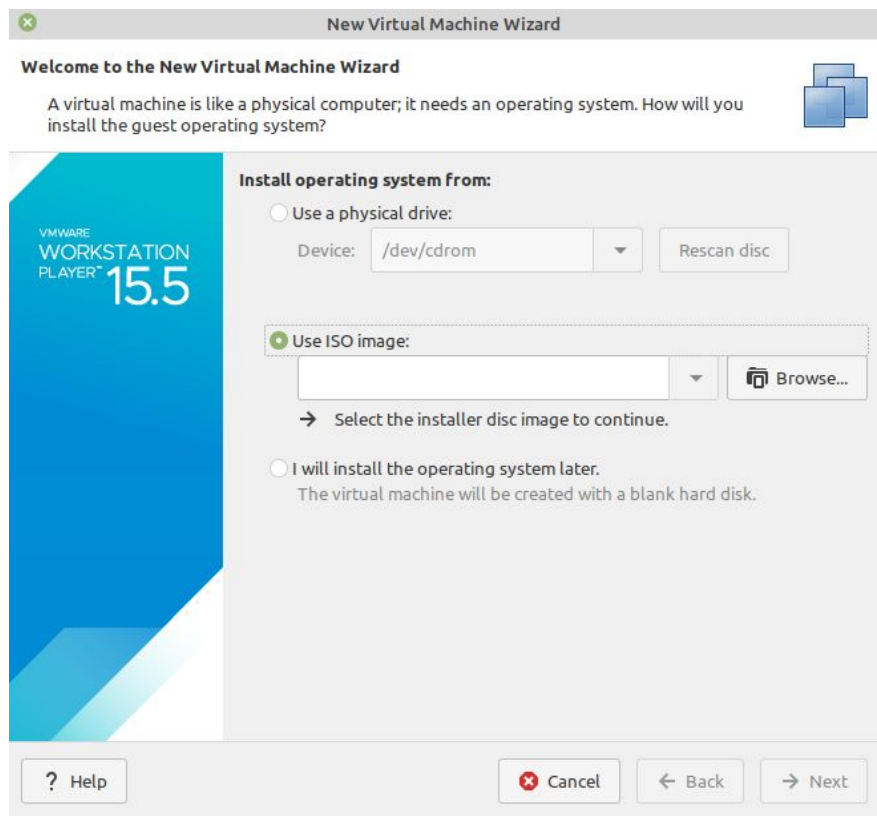 New Virtual Machine Wizard
Welcome to the New Virtual Machine Wizard
A virtual machine is like a physical computer; it needs an operating system. How will you
install the guest operating system?
VMWARE
WORKSTATION
PLAYER™ 15.5
Install operating system from:
Use a physical drive:
Device: /dev/cdrom Rescan disc
Use ISO image:
Browse...
→ Select the installer disc image to continue.
I will install the operating system later.
The virtual machine will be created with a blank hard disk.
? Help Cancel ← Back → Next